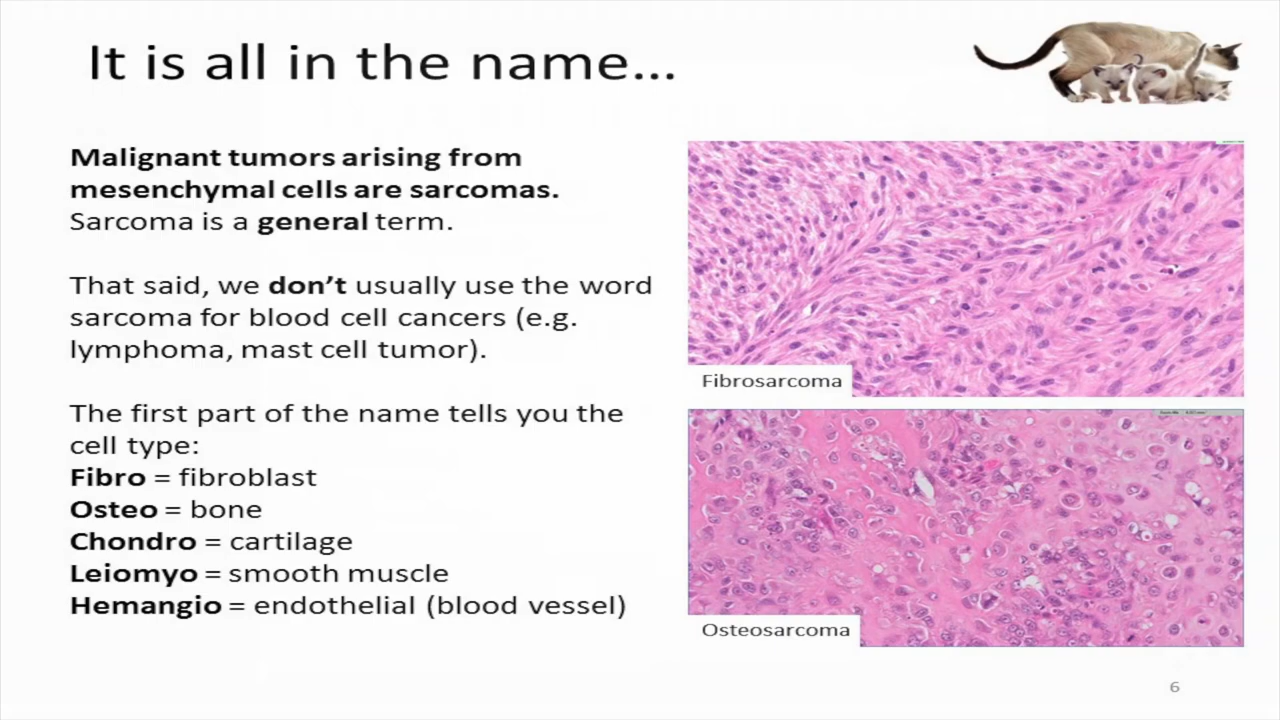 It is all in the name...
Malignant tumors arising from
mesenchymal cells are sarcomas.
Sarcoma is a general term.
That said, we don’t usually use the word
sarcoma for blood cell cancers (e.g.
lymphoma, mast cell tumor).
The first part of the name tells you the
cell type:
Fibro = fibroblast
Osteo = bone
Chondro = cartilage
Leiomyo = smooth muscle
Hemangio = endothelial (blood vessel)
Fibrosarcoma
Osteosarcoma
6